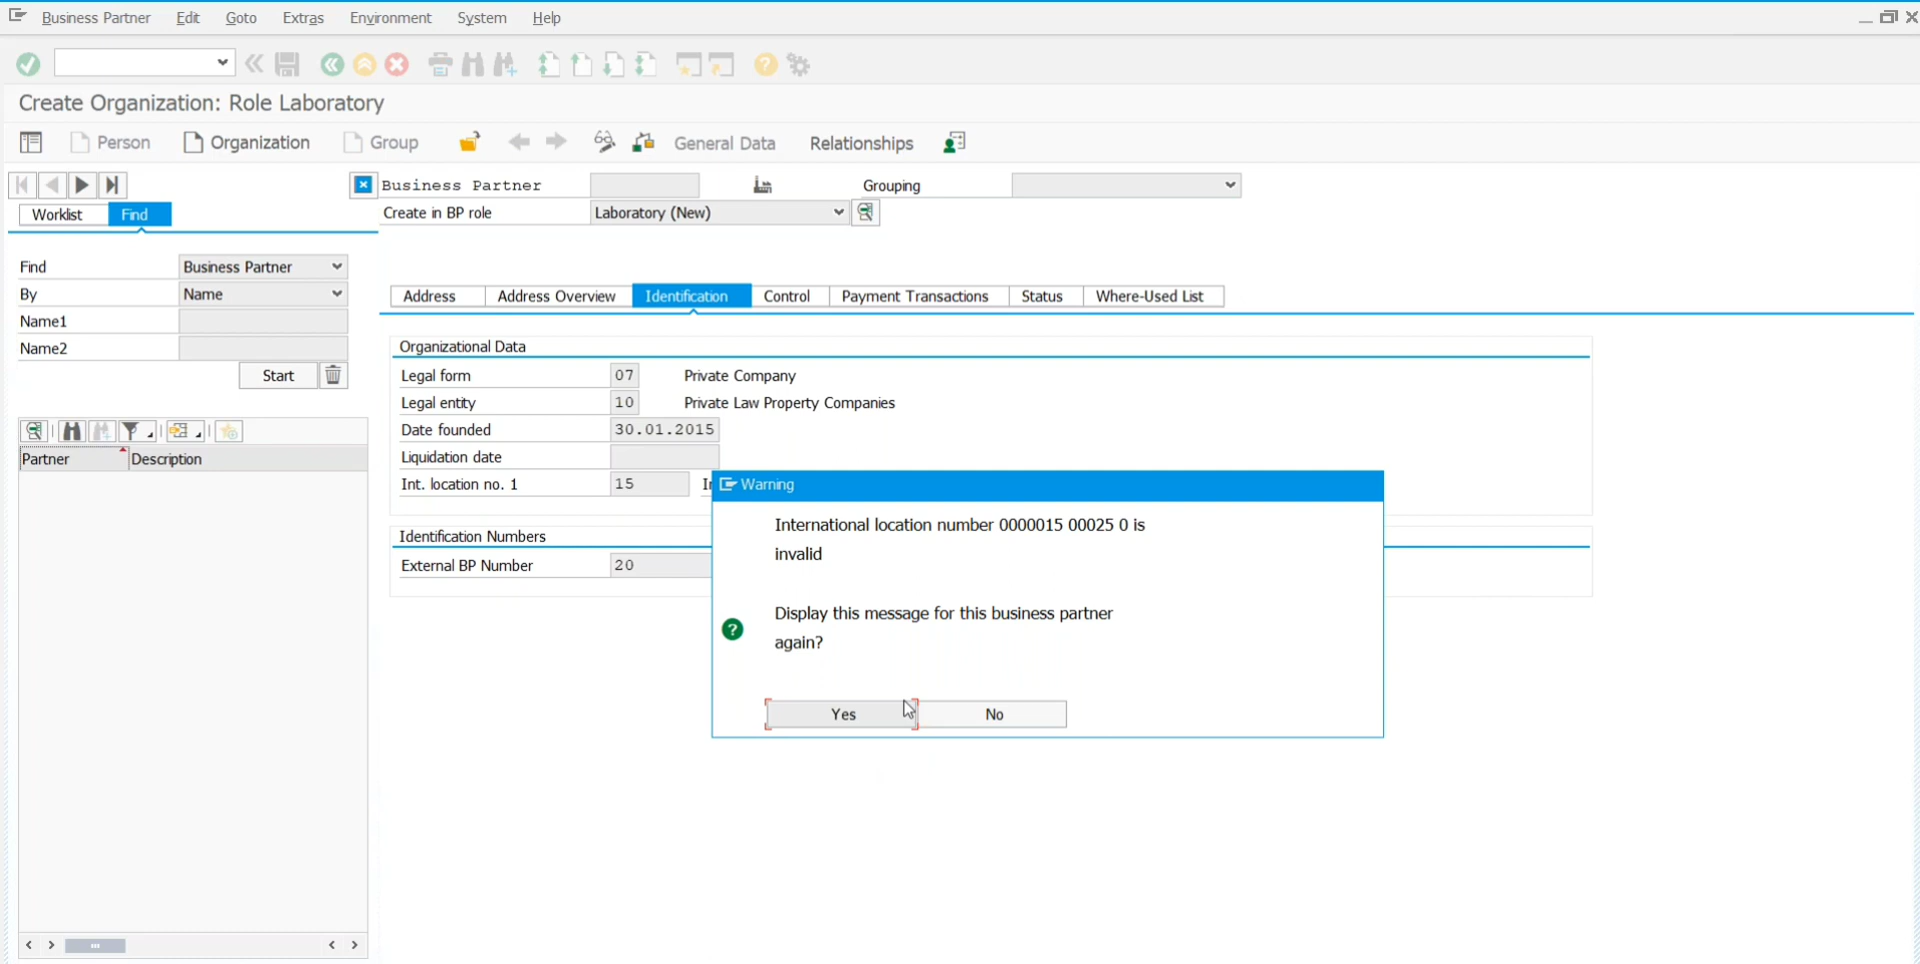 Business Partner Edit Goto Extras Environment System Help
Create Organization: Role Laboratory
Person Organization Group General Data Relationships
Business Partner Grouping
Worklist Find Create in BP role Laboratory (New)
Find Business Partner
By Name
Name1
Name2
Start
Partner Description
Address Address Overview Identification Control Payment Transactions Status Where-Used List
Organizational Data
Legal form 07 Private Company
Legal entity 10 Private Law Property Companies
Date founded 30.01.2015
Liquidation date
Int. location no. 1 15
Identification Numbers
External BP Number 20
Warning
International location number 0000015 00025 0 is
invalid
Display this message for this business partner
again?
Yes No